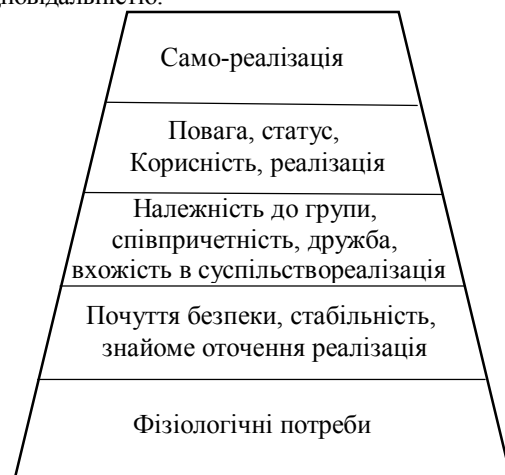 Само-реалізація
Повага, статус,
Корисність, реалізація
Належність до групи,
співпричетність, дружба,
вхожість в суспільствореалізація
Почуття безпеки, стабільність,
знайоме оточення реалізація
Фізіологічні потреби